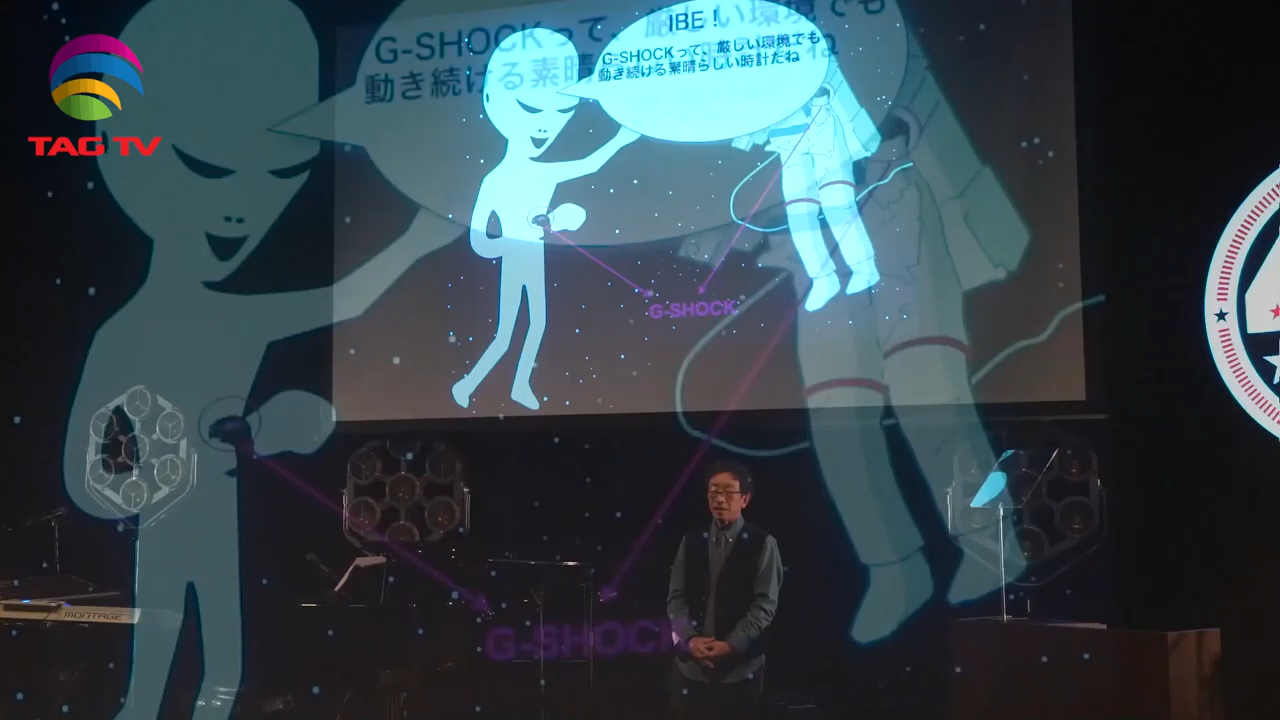 TAG TV
G-SHOCKって、厳しい環境でも
動き続ける素晴
ね
IBE！
G-SHOCKって、厳しい環境でも
動き続ける素晴らしい時計だね
G-SHOCK
G-SHOCK
MONTAGE